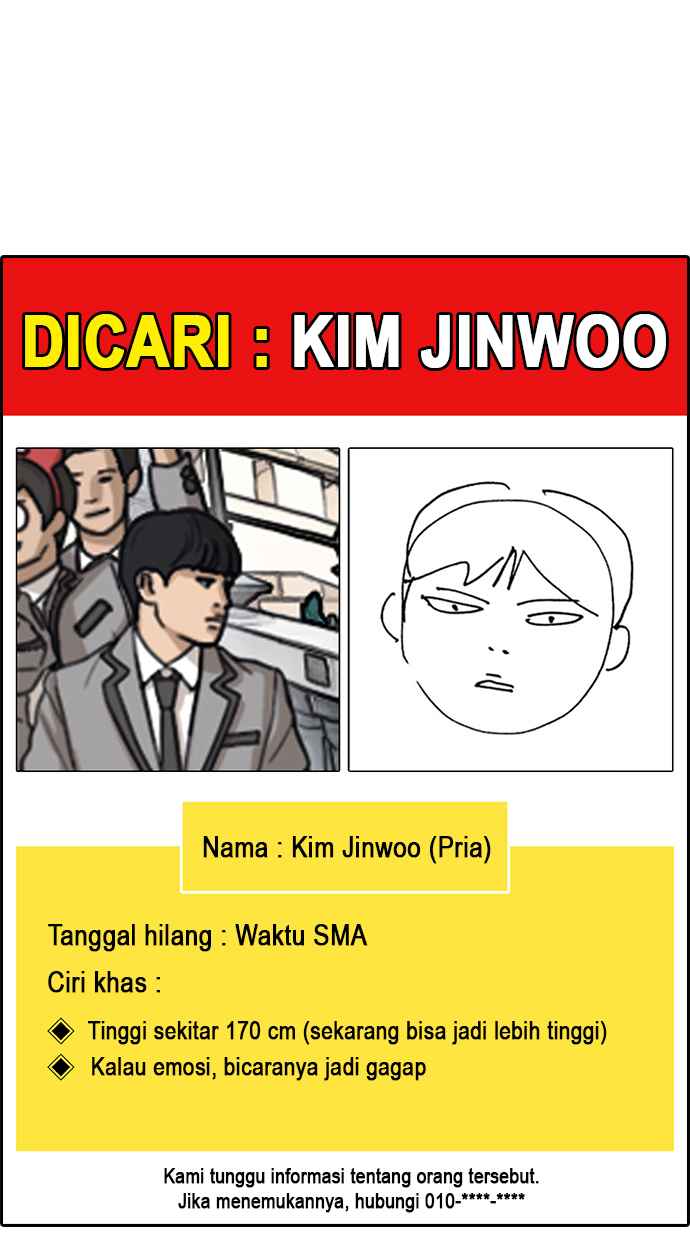 DICARI : KIM JINWOO
Nama : Kim Jinwoo (Pria)
Tanggal hilang : Waktu SMA
Ciri khas :
◈ Tinggi sekitar 170 cm (sekarang bisa jadi lebih tinggi)
◈ Kalau emosi, bicaranya jadi gagap
Kami tunggu informasi tentang orang tersebut.
Jika menemukannya, hubungi 010-****-****